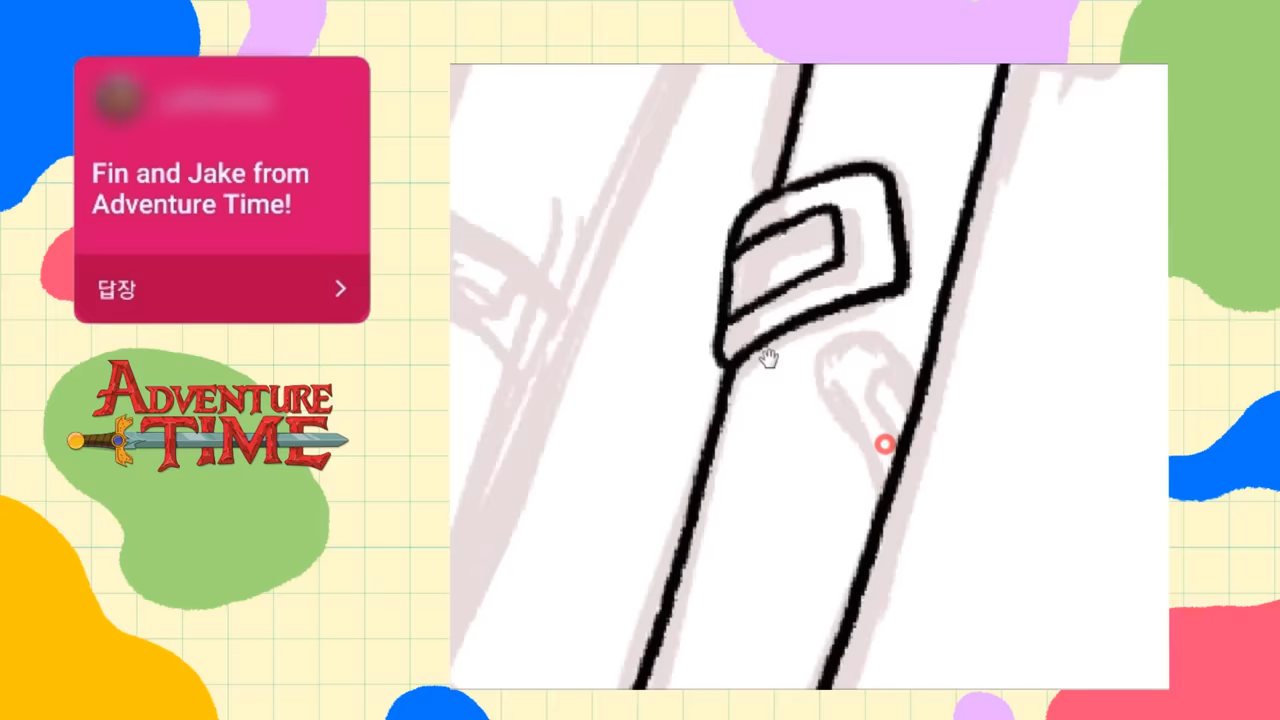 Fin and Jake from
Adventure Time!
답장
ADVENTURE
TIME